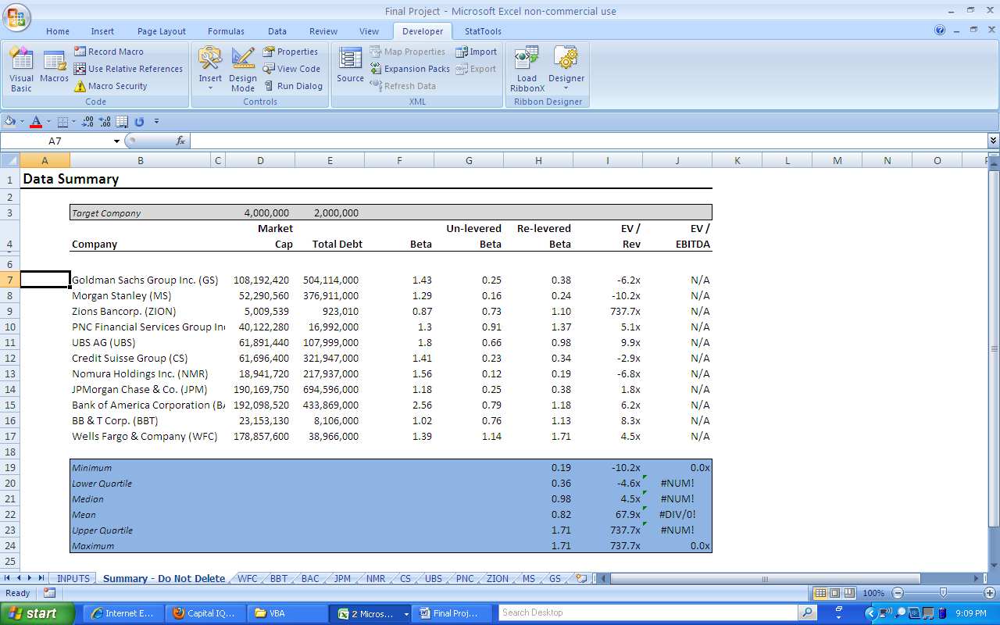 Final Project - Microsoft Excel non-commercial use
Home Insert Page Layout Formulas Data Review View Developer StatTools
Visual Basic
Macros
Record Macro
Use Relative References
Macro Security
Code
Insert
Design Mode
Properties
View Code
Run Dialog
Controls
Source
Map Properties
Expansion Packs
Refresh Data
Import
Export
XML
Load RibbonX
Designer
Ribbon Designer
A7 fx
A B C D E F G H I J K L M N O
1 Data Summary
2
3 Target Company 4,000,000 2,000,000
Market Un-levered Re-levered EV / EV /
4 Company Cap Total Debt Beta Beta Beta Rev EBITDA
6
7 Goldman Sachs Group Inc. (GS) 108,192,420 504,114,000 1.43 0.25 0.38 -6.2x N/A
8 Morgan Stanley (MS) 52,290,560 376,911,000 1.29 0.16 0.24 -10.2x N/A
9 Zions Bancorp. (ZION) 5,009,539 923,010 0.87 0.73 1.10 737.7x N/A
10 PNC Financial Services Group Inc 40,122,280 16,992,000 1.3 0.91 1.37 5.1x N/A
11 UBS AG (UBS) 61,891,440 107,999,000 1.8 0.66 0.98 9.9x N/A
12 Credit Suisse Group (CS) 61,696,400 321,947,000 1.41 0.23 0.34 -2.9x N/A
13 Nomura Holdings Inc. (NMR) 18,941,720 217,937,000 1.56 0.12 0.19 -6.8x N/A
14 JPMorgan Chase & Co. (JPM) 190,169,750 694,596,000 1.18 0.25 0.38 1.8x N/A
15 Bank of America Corporation (BA 192,098,520 433,869,000 2.56 0.79 1.18 6.2x N/A
16 BB & T Corp. (BBT) 23,153,130 8,106,000 1.02 0.76 1.13 8.3x N/A
17 Wells Fargo & Company (WFC) 178,857,600 38,966,000 1.39 1.14 1.71 4.5x N/A
18
19 Minimum 0.19 -10.2x 0.0x
20 Lower Quartile 0.36 -4.6x #NUM!
21 Median 0.98 4.5x #NUM!
22 Mean 0.82 67.9x #DIV/0!
23 Upper Quartile 1.71 737.7x #NUM!
24 Maximum 1.71 737.7x 0.0x
25
INPUTS Summary - Do Not Delete WFC BBT BAC JPM NMR CS UBS PNC ZION MS GS
Ready 100%
start Internet E... Capital IQ... VBA 2 Micros... Final Proj... Search Desktop 9:09 PM